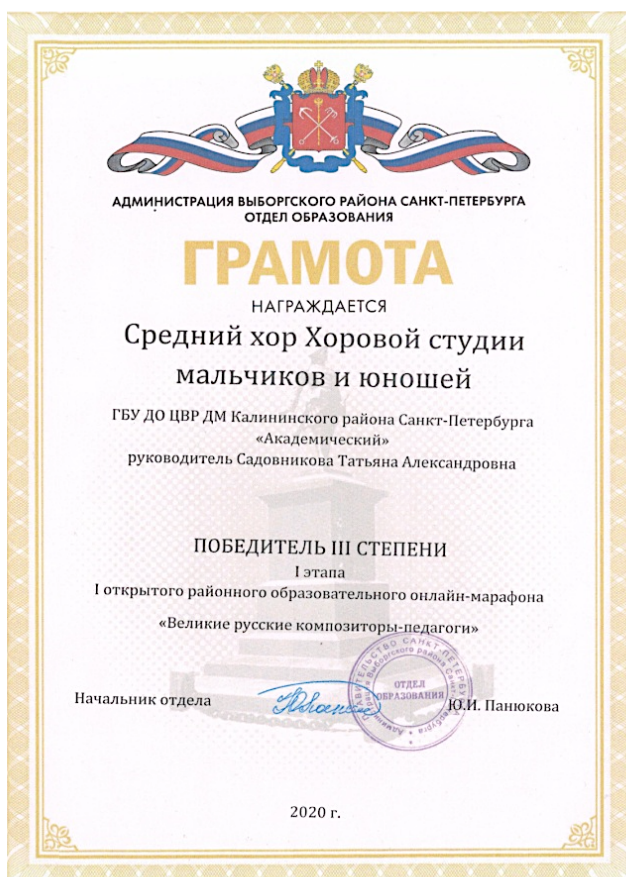 АДМИНИСТРАЦИЯ ВЫБОРГСКОГО РАЙОНА САНКТ-ПЕТЕРБУРГА
ОТДЕЛ ОБРАЗОВАНИЯ
ГРАМОТА
НАГРАЖДАЕТСЯ
Средний хор Хоровой студии
мальчиков и юношей
ГБУ ДО ЦВР ДМ Калининского района Санкт-Петербурга
«Академический»
руководитель Садовникова Татьяна Александровна
ПОБЕДИТЕЛЬ III СТЕПЕНИ
I этапа
I открытого районного образовательного онлайн-марафона
«Великие русские композиторы-педагоги»
Начальник отдела
ОТДЕЛ
ОБРАЗОВАНИЯ
Ю.И. Панюкова
2020 г.